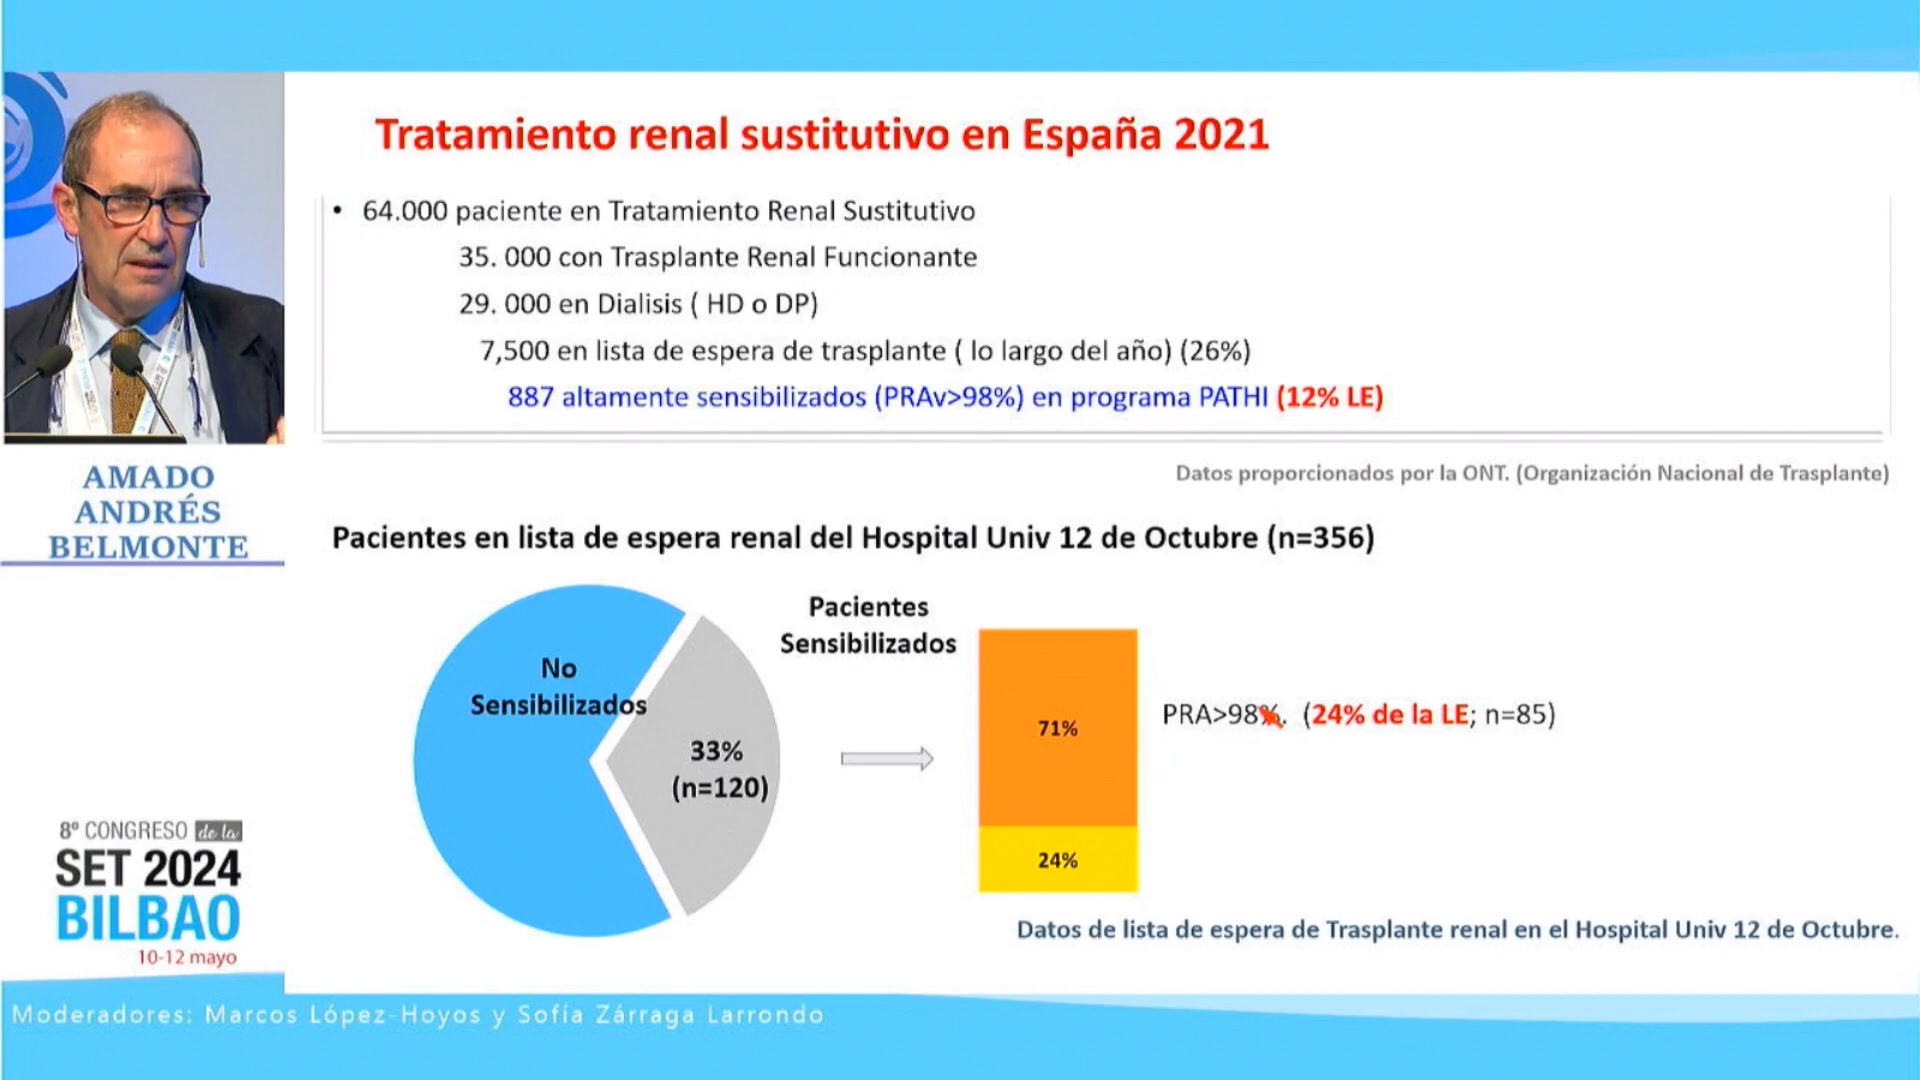 Tratamiento renal sustitutivo en España 2021
• 64.000 paciente en Tratamiento Renal Sustitutivo
35. 000 con Trasplante Renal Funcionante
29. 000 en Dialisis ( HD o DP)
7,500 en lista de espera de trasplante ( lo largo del año) (26%)
887 altamente sensibilizados (PRAv>98%) en programa PATHI (12% LE)
Datos proporcionados por la ONT. (Organización Nacional de Trasplante)
AMADO
ANDRÉS
BELMONTE
Pacientes en lista de espera renal del Hospital Univ 12 de Octubre (n=356)
No
Sensibilizados
33%
(n=120)
Pacientes
Sensibilizados
71%
24%
PRA>98%. (24% de la LE; n=85)
Datos de lista de espera de Trasplante renal en el Hospital Univ 12 de Octubre.
8º CONGRESO de la
SET 2024
BILBAO
10-12 mayo
Moderadores: Marcos López-Hoyos y Sofía Zárraga Larrondo